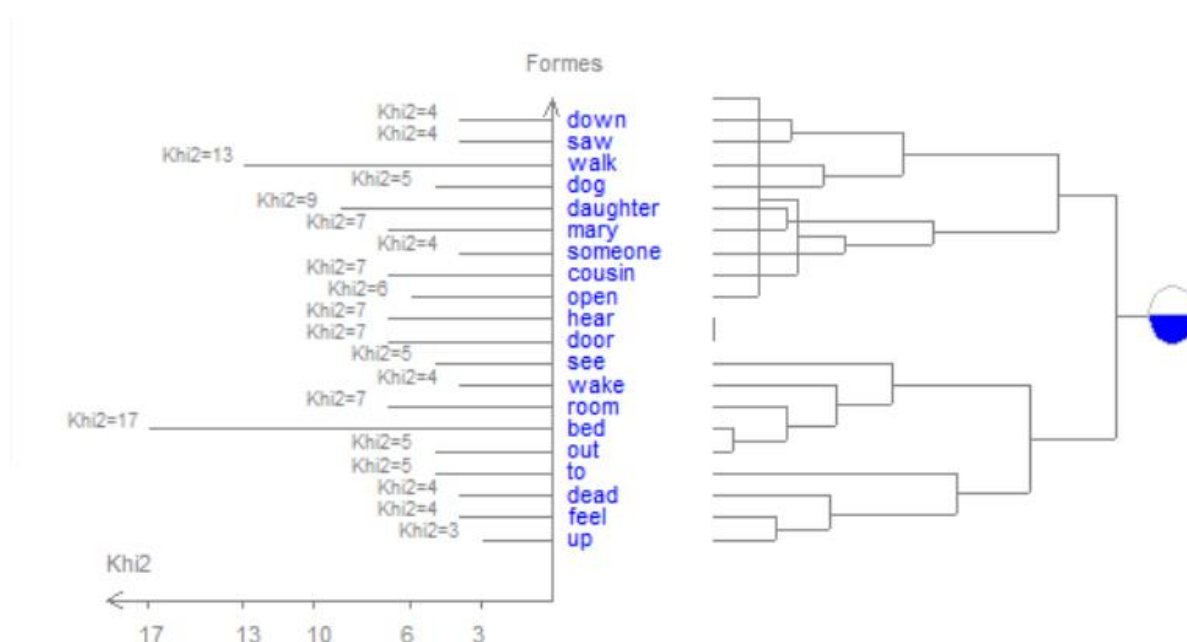 Formes
Khi2=4 down
Khi2=4 saw
Khi2=13 walk
Khi2=5 dog
Khi2=9 daughter
Khi2=7 mary
Khi2=4 someone
Khi2=7 cousin
Khi2=6 open
Khi2=7 hear
Khi2=7 door
Khi2=5 see
Khi2=4 wake
Khi2=7 room
Khi2=17 bed
Khi2=5 out
Khi2=5 to
Khi2=4 dead
Khi2=4 feel
Khi2=3 up
Khi2
17 13 10 6 3